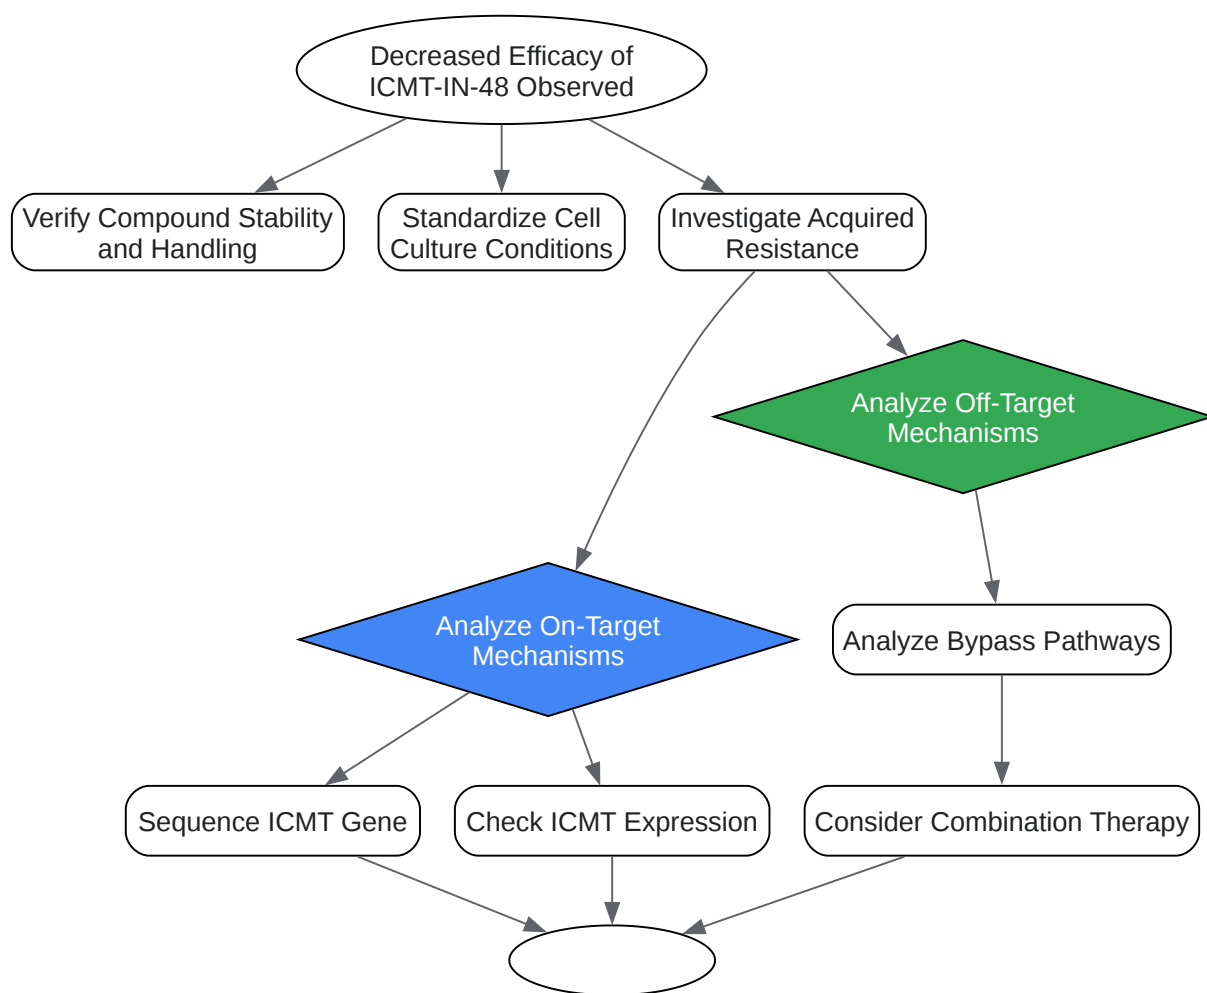 Decreased Efficacy of
ICMT-IN-48 Observed
Verify Compound Stability
and Handling
Standardize Cell
Culture Conditions
Investigate Acquired
Resistance
Analyze Off-Target
Mechanisms
Analyze On-Target
Mechanisms
Analyze Bypass Pathways
Sequence ICMT Gene
Check ICMT Expression
Consider Combination Therapy